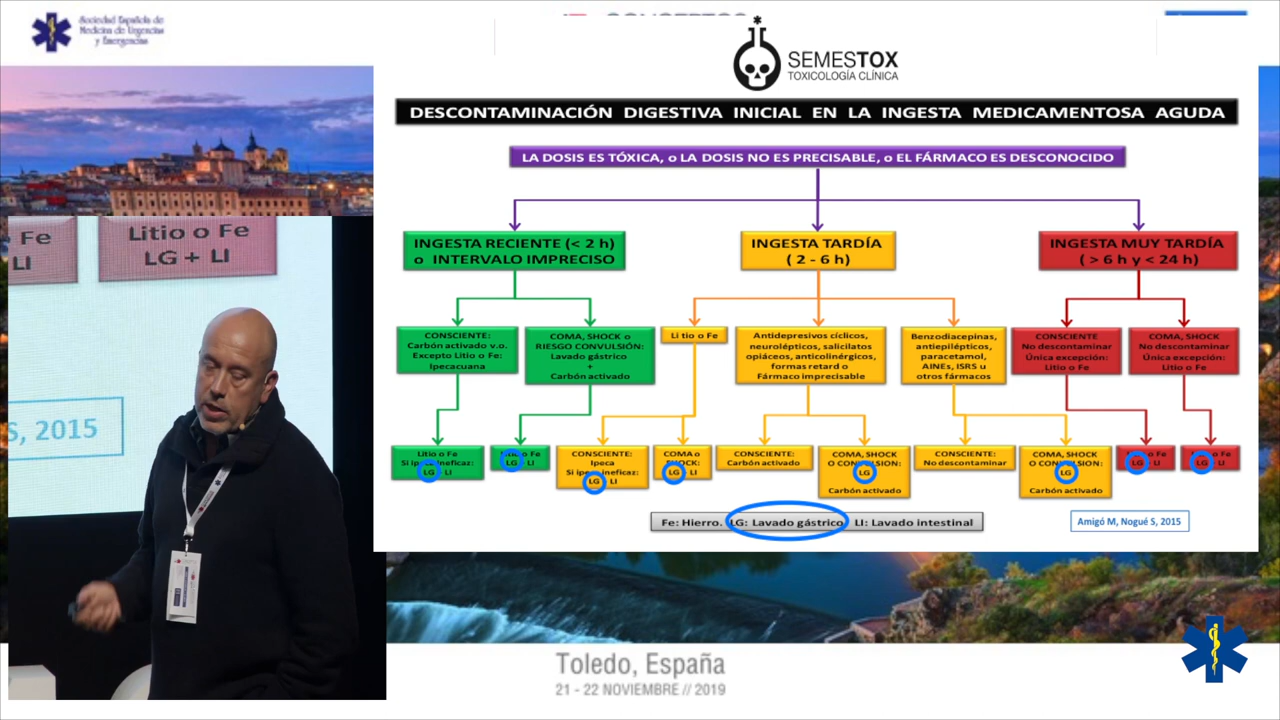 Sociedad Española de
Medicina de Urgencias
y Emergencias
SEMESTOX
TOXICOLOGÍA CLÍNICA
DESCONTAMINACIÓN DIGESTIVA INICIAL EN LA INGESTA MEDICAMENTOSA AGUDA
LA DOSIS ES TÓXICA, o LA DOSIS NO ES PRECISABLE, o EL FÁRMACO ES DESCONOCIDO
INGESTA RECIENTE (< 2 h)
o INTERVALO IMPRECISO
INGESTA TARDÍA
( 2 - 6 h)
INGESTA MUY TARDÍA
( > 6 h y < 24 h)
CONSCIENTE:
Carbón activado v.o.
Excepto Litio o Fe:
Ipecacuana
COMA, SHOCK o
RIESGO CONVULSIÓN:
Lavado gástrico
+
Carbón activado
Li tio o Fe
Antidepresivos cíclicos,
neurolépticos, salicilatos
opiáceos, anticolinérgicos,
formas retard o
Fármaco imprecisable
Benzodiacepinas,
antiepilépticos,
paracetamol,
AINEs, ISRS u
otros fármacos
CONSCIENTE
No descontaminar
Única excepción:
Litio o Fe
COMA, SHOCK
No descontaminar
Única excepción:
Litio o Fe
Litio o Fe
Si ipeca ineficaz:
LG LI
Fe
LG LI
CONSCIENTE:
Ipeca
Si ipeca ineficaz:
LG LI
COMA o
SHOCK:
LG LI
CONSCIENTE:
Carbón activado
COMA, SHOCK
O CONVULSION:
LG
Carbón activado
CONSCIENTE:
No descontaminar
COMA, SHOCK
O CONVULSION:
LG
Carbón activado
o Fe
LG LI
o Fe
LG LI
Fe: Hierro. LG: Lavado gástrico LI: Lavado intestinal
Amigó M, Nogué S, 2015
Fe
LI
Litio o Fe
LG + LI
S, 2015
Toledo, España
21 - 22 NOVIEMBRE // 2019